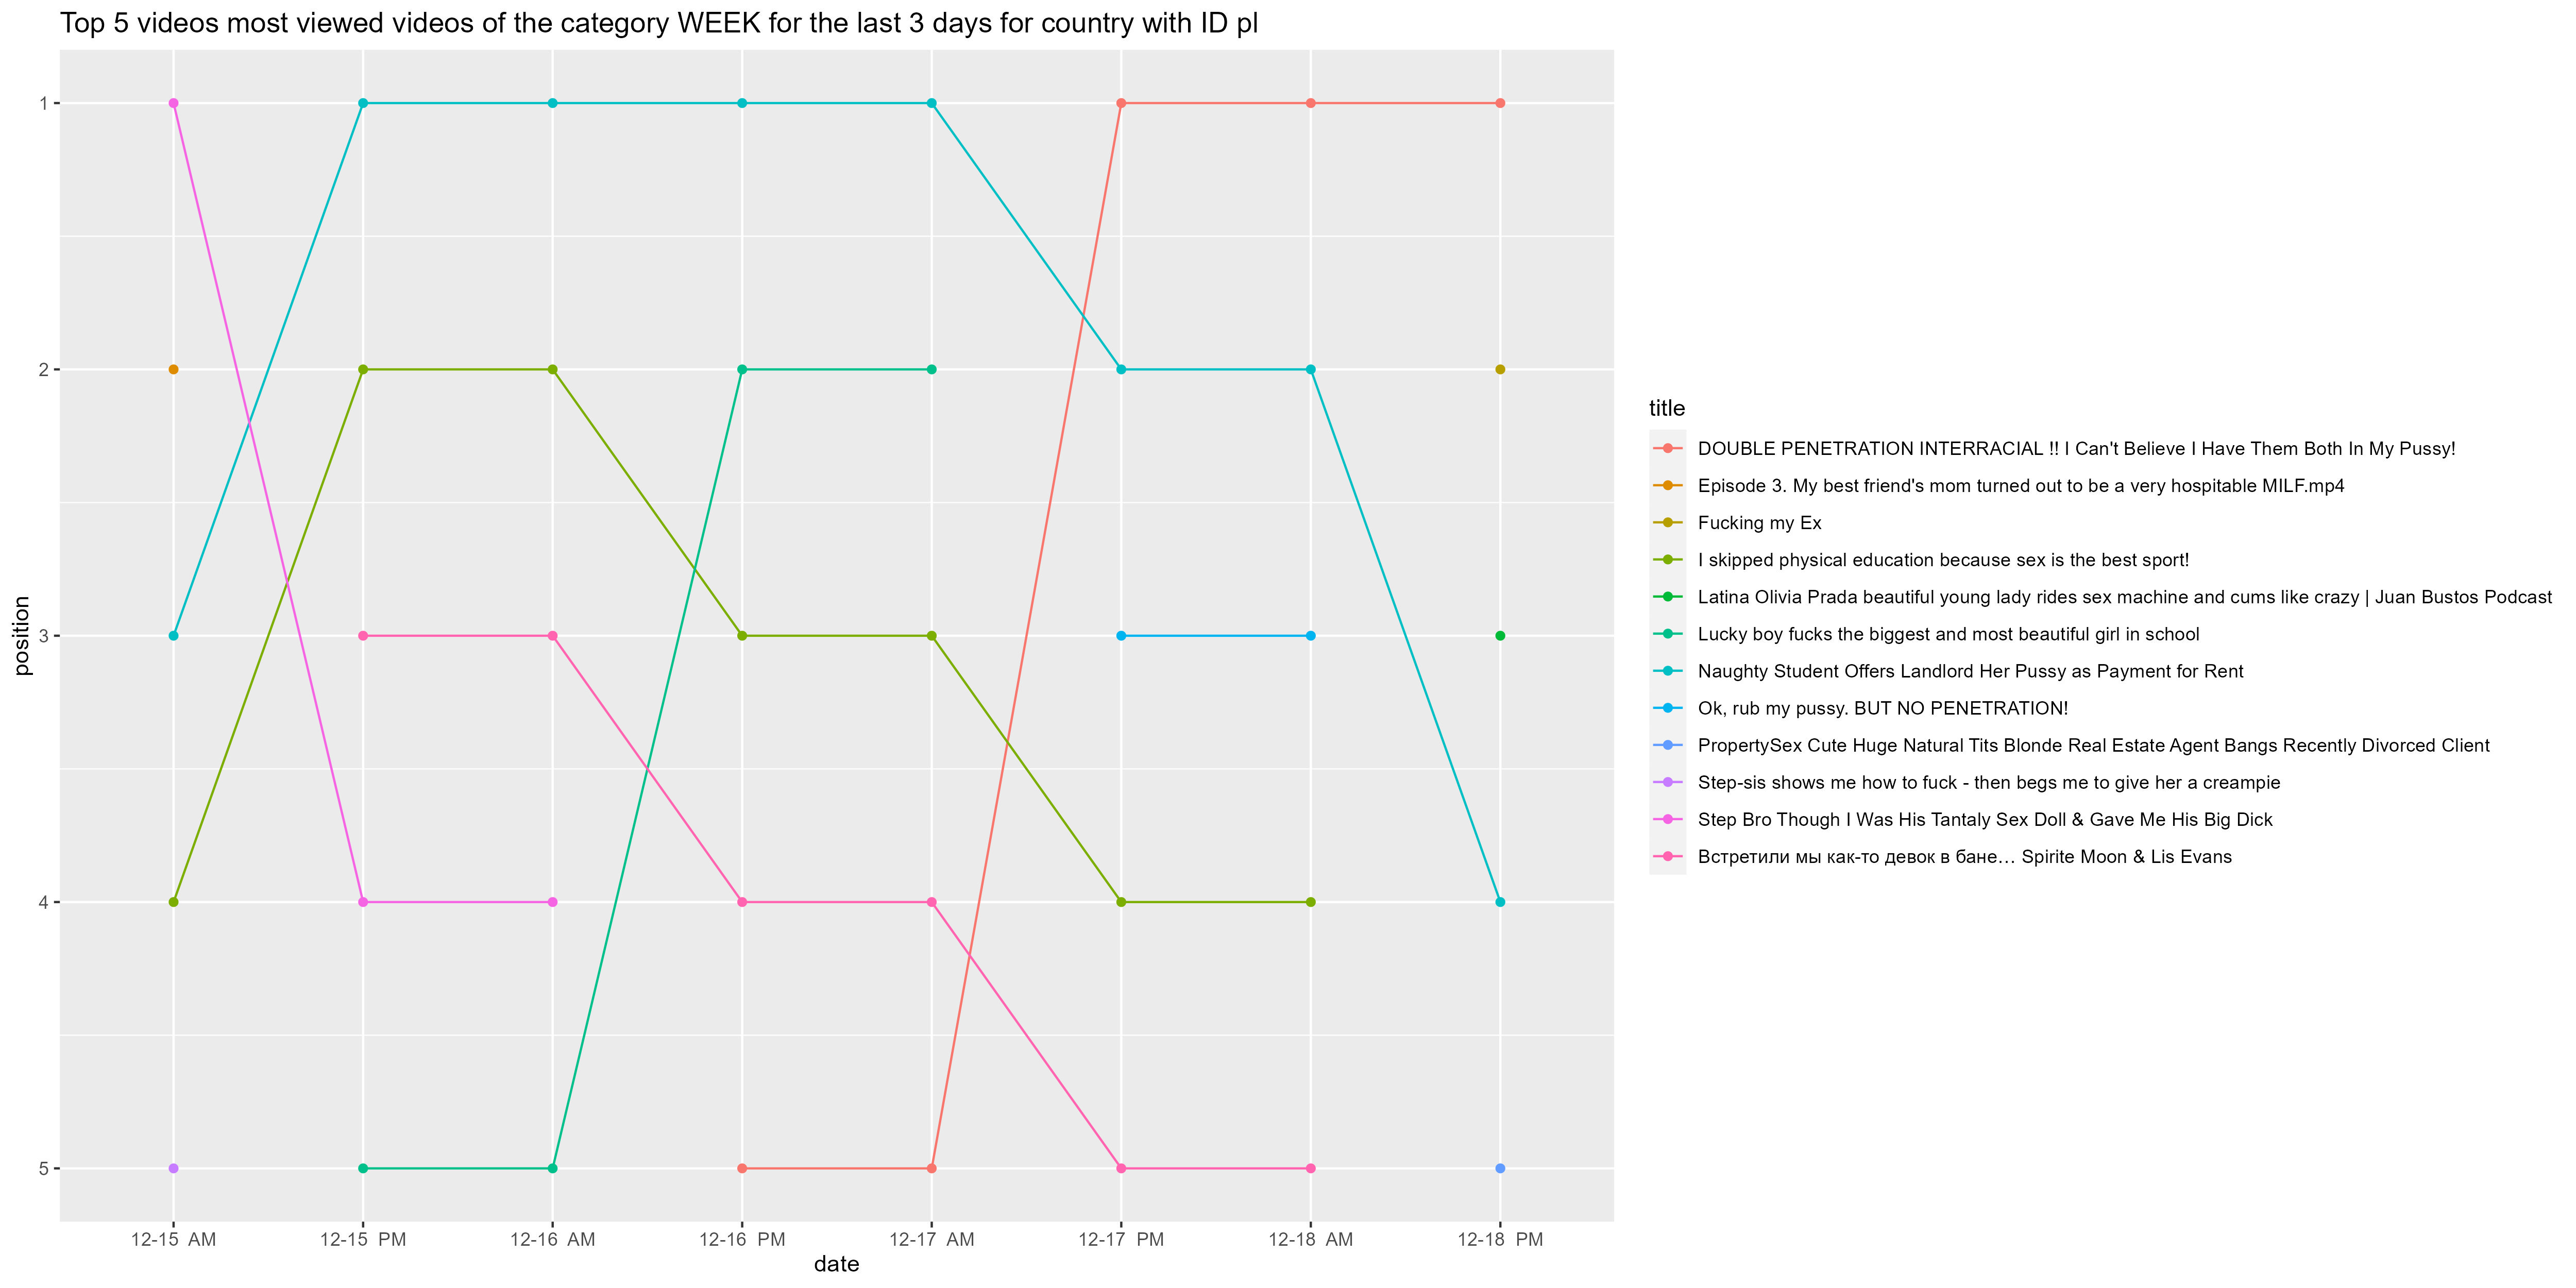 Top 5 videos most viewed videos of the category WEEK for the last 3 days for country with ID pl
1
2
3
4
5
position
12-15 AM
12-15 PM
12-16 AM
12-16 PM
12-17 AM
12-17 PM
12-18 AM
12-18 PM
date
title
DOUBLE PENETRATION INTERRACIAL !! I Can't Believe I Have Them Both In My Pussy!
Episode 3. My best friend's mom turned out to be a very hospitable MILF.mp4
Fucking my Ex
I skipped physical education because sex is the best sport!
Latina Olivia Prada beautiful young lady rides sex machine and cums like crazy | Juan Bustos Podcast
Lucky boy fucks the biggest and most beautiful girl in school
Naughty Student Offers Landlord Her Pussy as Payment for Rent
Ok, rub my pussy. BUT NO PENETRATION!
PropertySex Cute Huge Natural Tits Blonde Real Estate Agent Bangs Recently Divorced Client
Step-sis shows me how to fuck - then begs me to give her a creampie
Step Bro Though I Was His Tantaly Sex Doll & Gave Me His Big Dick
Встретили мы как-то девок в бане… Spirite Moon & Lis Evans